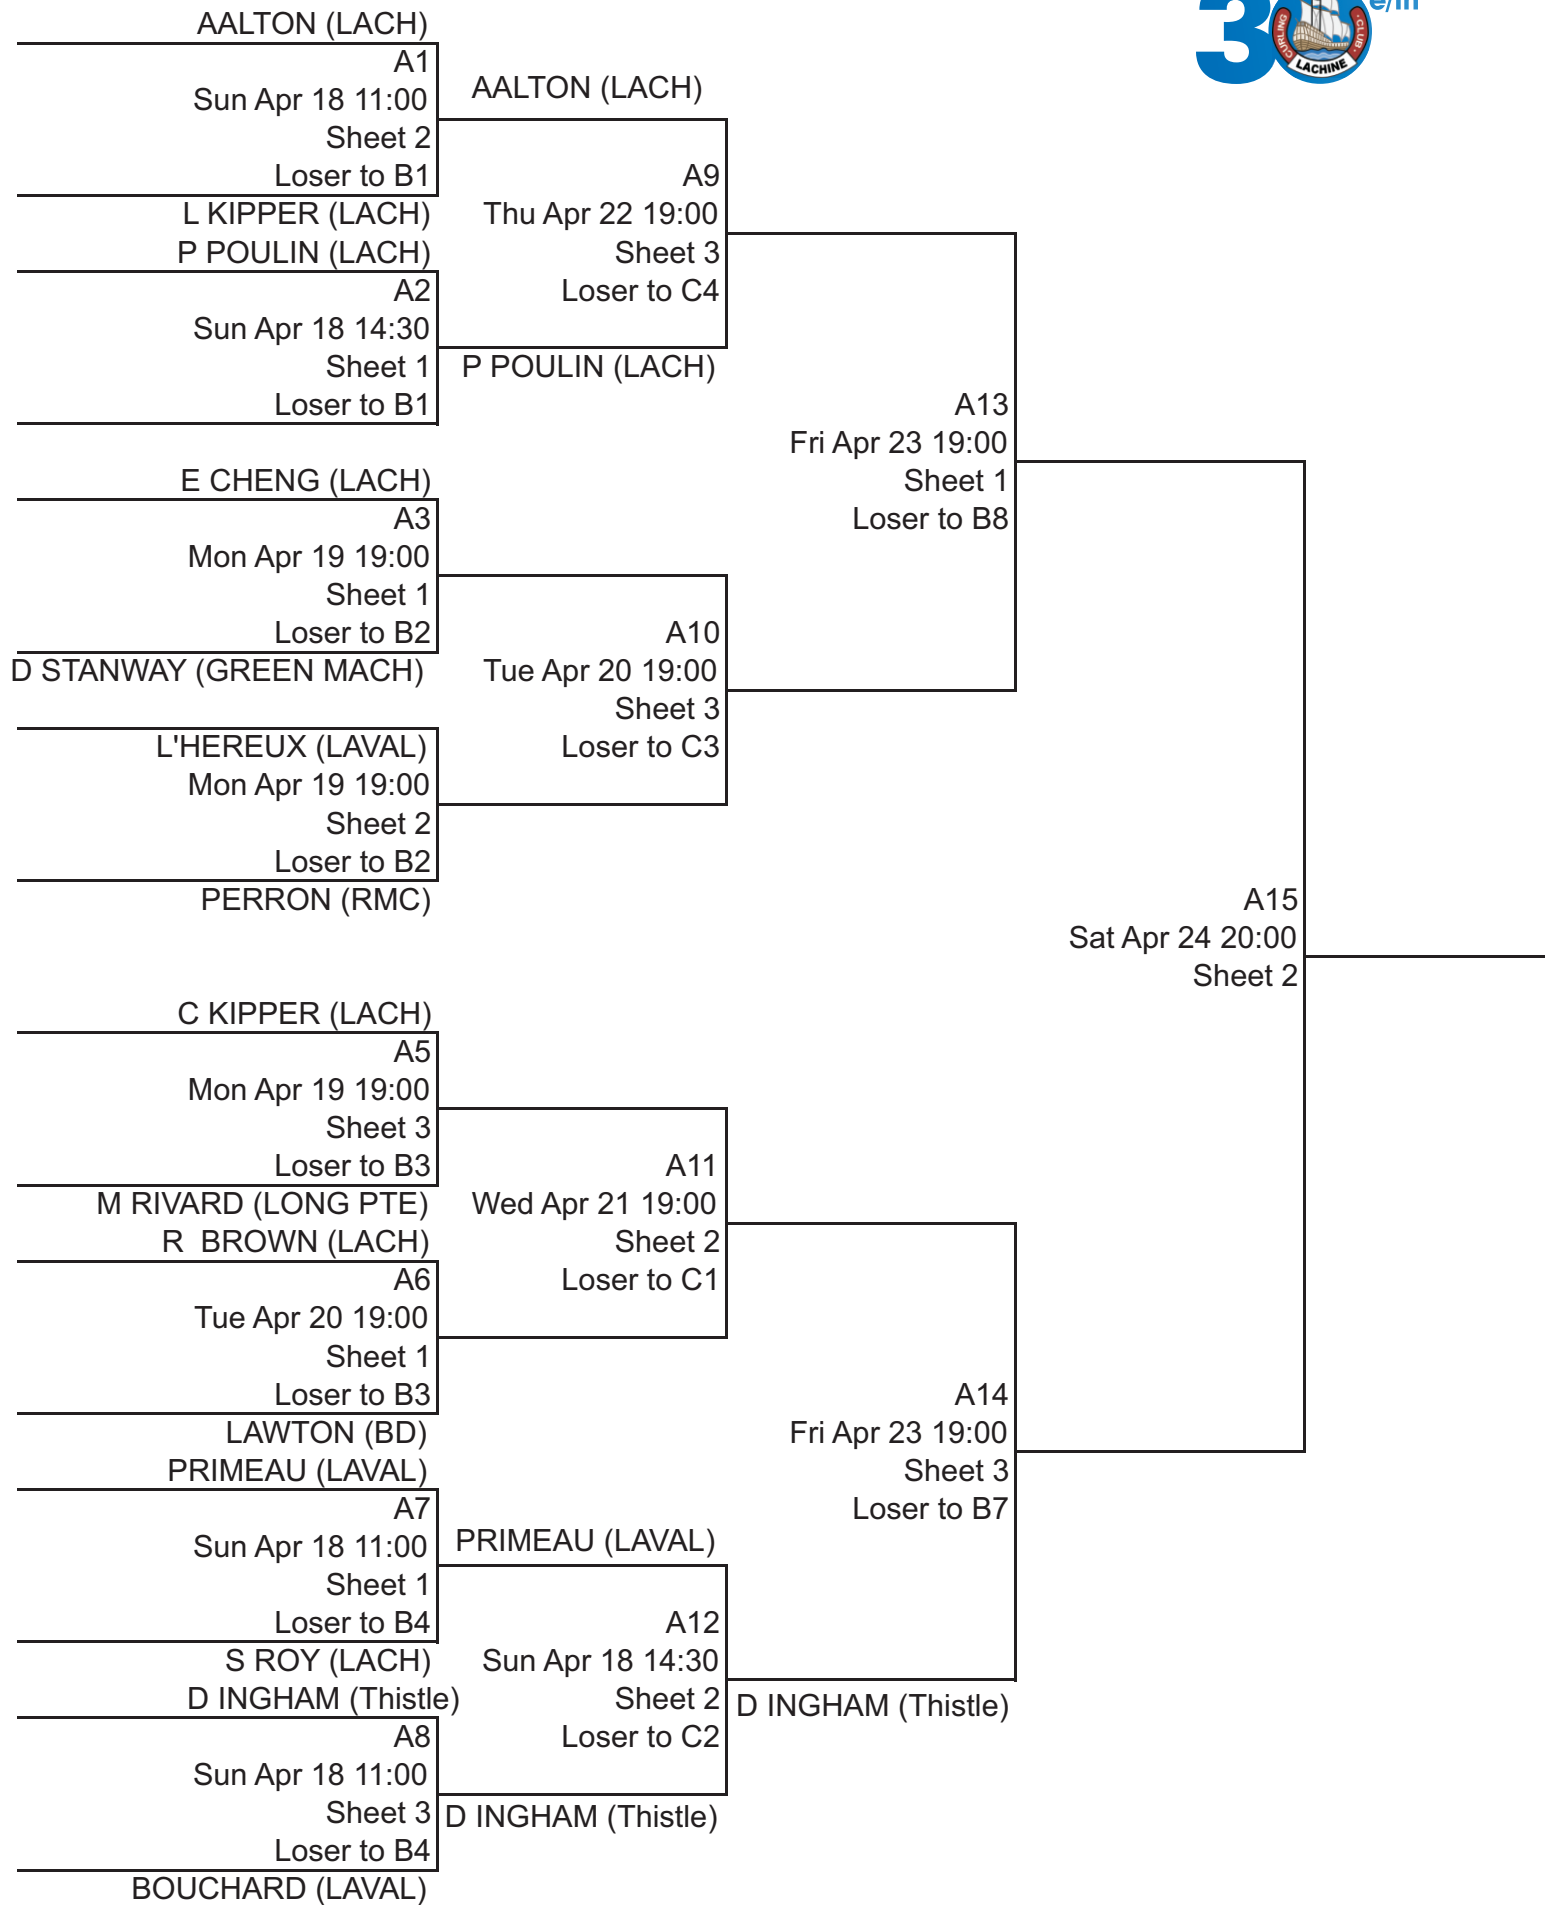 30
e/th
CURLING
CLUB
LACHINE
AALTON (LACH)
A1
Sun Apr 18 11:00
Sheet 2
Loser to B1
L KIPPER (LACH)
P POULIN (LACH)
A2
Sun Apr 18 14:30
Sheet 1
Loser to B1
E CHENG (LACH)
A3
Mon Apr 19 19:00
Sheet 1
Loser to B2
D STANWAY (GREEN MACH)
L'HEREUX (LAVAL)
Mon Apr 19 19:00
Sheet 2
Loser to B2
PERRON (RMC)
C KIPPER (LACH)
A5
Mon Apr 19 19:00
Sheet 3
Loser to B3
M RIVARD (LONG PTE)
R  BROWN (LACH)
A6
Tue Apr 20 19:00
Sheet 1
Loser to B3
LAWTON (BD)
PRIMEAU (LAVAL)
A7
Sun Apr 18 11:00
Sheet 1
Loser to B4
S ROY (LACH)
D INGHAM (Thistle)
A8
Sun Apr 18 11:00
Sheet 3
Loser to B4
BOUCHARD (LAVAL)
AALTON (LACH)
A9
Thu Apr 22 19:00
Sheet 3
Loser to C4
P POULIN (LACH)
A10
Tue Apr 20 19:00
Sheet 3
Loser to C3
A11
Wed Apr 21 19:00
Sheet 2
Loser to C1
PRIMEAU (LAVAL)
A12
Sun Apr 18 14:30
Sheet 2
Loser to C2
D INGHAM (Thistle)
A13
Fri Apr 23 19:00
Sheet 1
Loser to B8
A14
Fri Apr 23 19:00
Sheet 3
Loser to B7
D INGHAM (Thistle)
A15
Sat Apr 24 20:00
Sheet 2